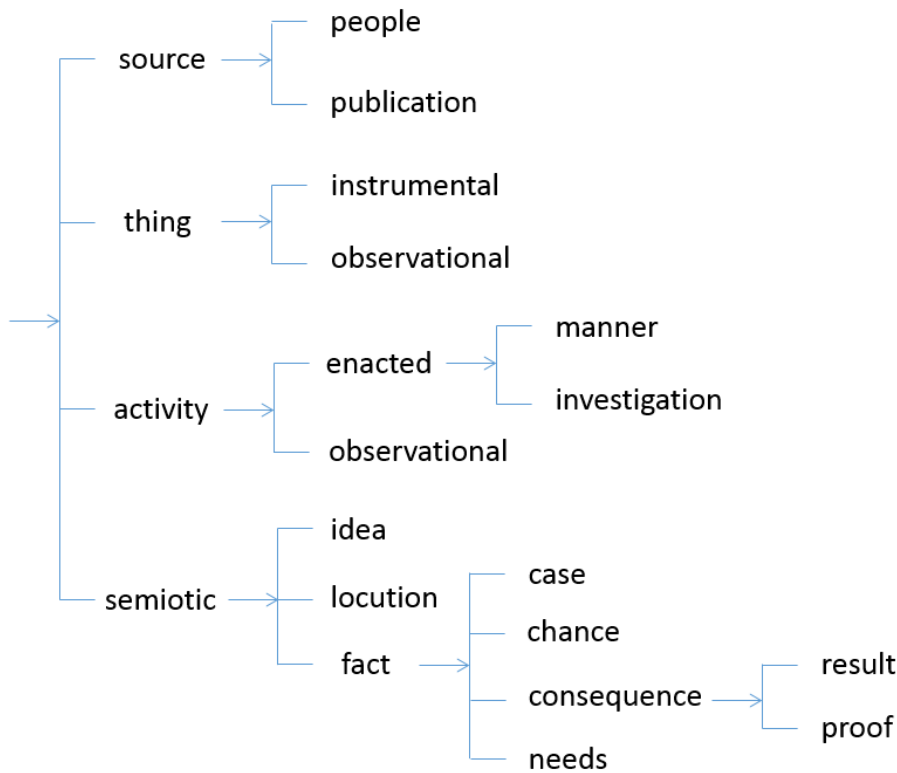 people
source
publication
instrumental
thing
observational
manner
enacted
investigation
activity
observational
idea
case
semiotic
locution
chance
fact
result
consequence
proof
needs